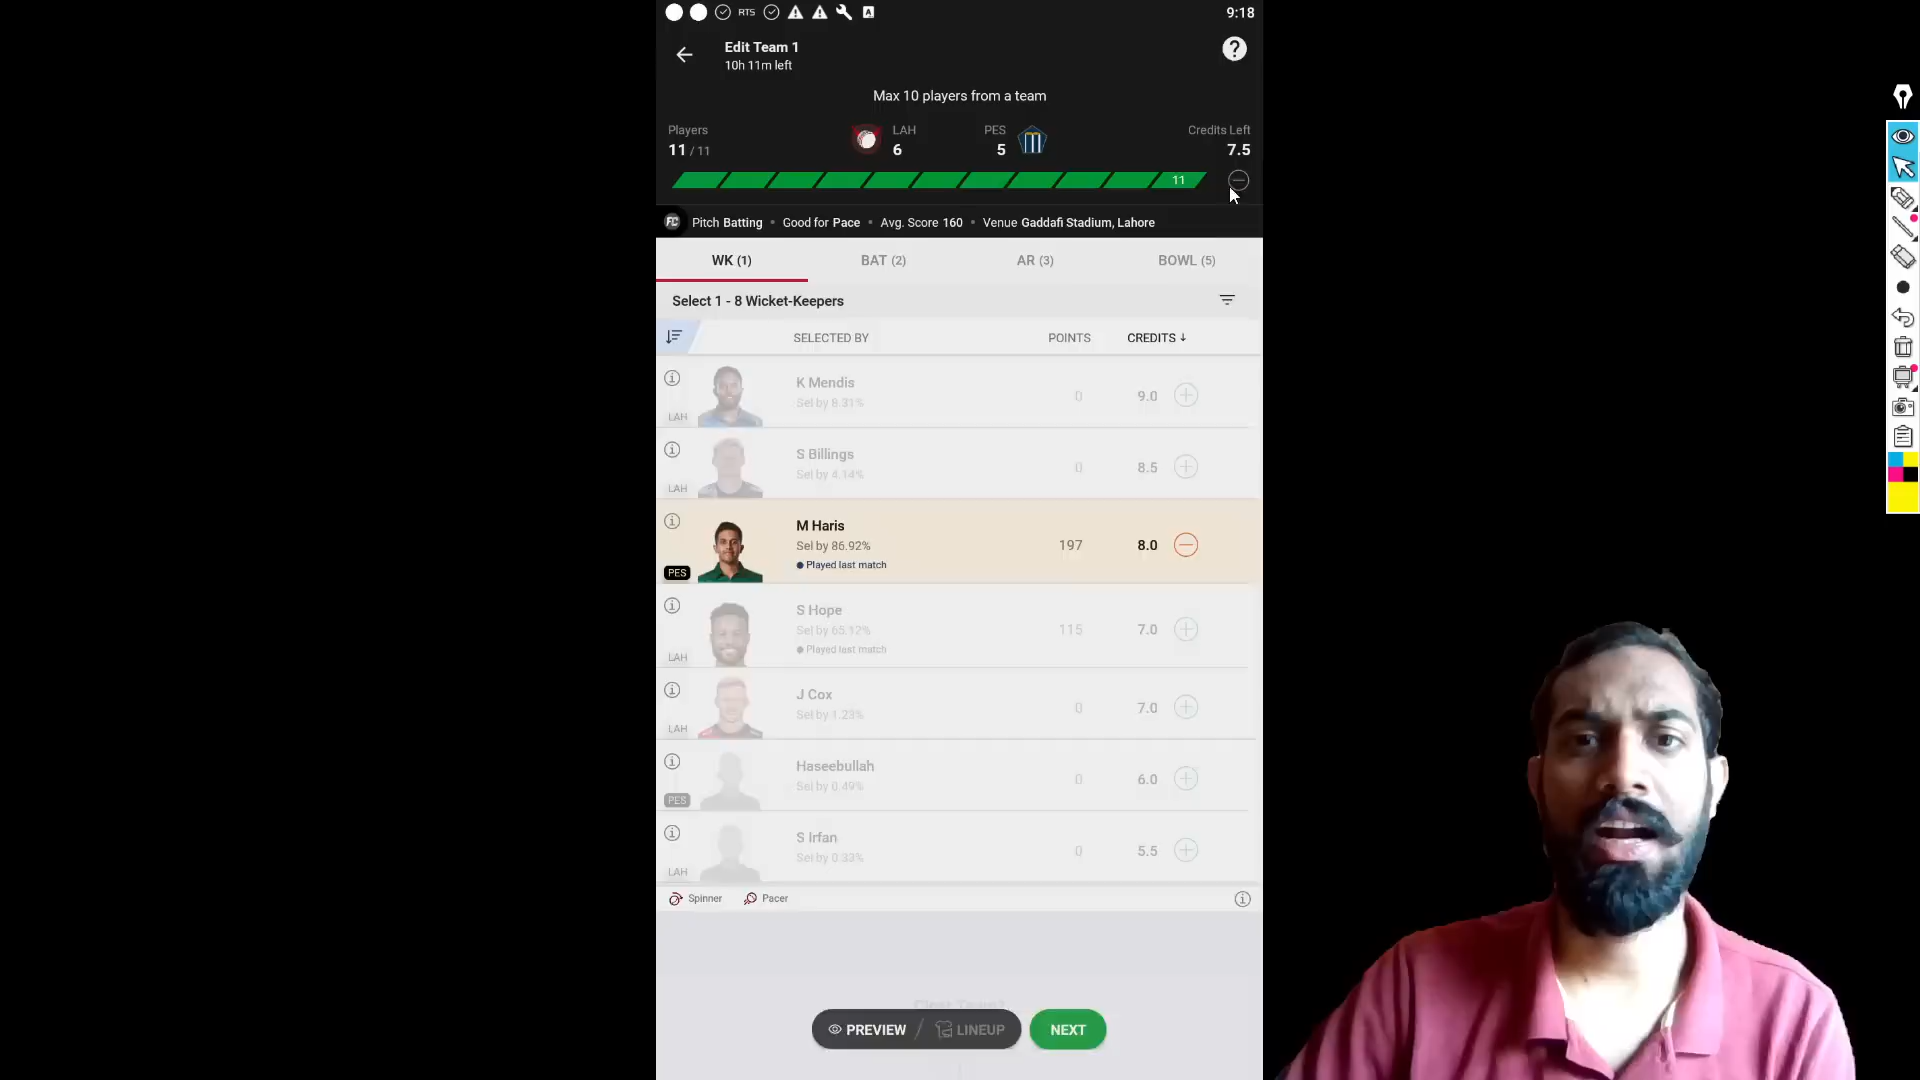 RTS
9:18
Edit Team 1
10h 11m left
Max 10 players from a team
Players
11 / 11
LAH
6
PES
5
Credits Left
7.5
11
FC Pitch Batting • Good for Pace • Avg. Score 160 • Venue Gaddafi Stadium, Lahore
WK (1) BAT (2) AR (3) BOWL (5)
Select 1 - 8 Wicket-Keepers
SELECTED BY POINTS CREDITS ↓
K Mendis
Sel by 8.31%
LAH
0 9.0
S Billings
Sel by 4.14%
LAH
0 8.5
M Haris
Sel by 86.92%
Played last match
PES
197 8.0
S Hope
Sel by 65.12%
Played last match
LAH
115 7.0
J Cox
Sel by 1.23%
LAH
0 7.0
Haseebullah
Sel by 0.49%
PES
0 6.0
S Irfan
Sel by 0.33%
LAH
0 5.5
Spinner Pacer
Clear Team?
PREVIEW / LINEUP NEXT